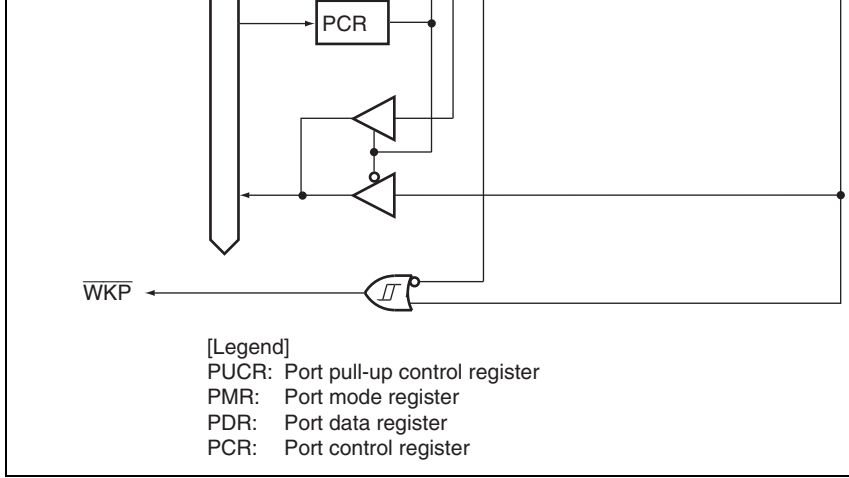 PCR
WKP
[Legend]
PUCR: Port pull-up control register
PMR: Port mode register
PDR: Port data register
PCR: Port control register